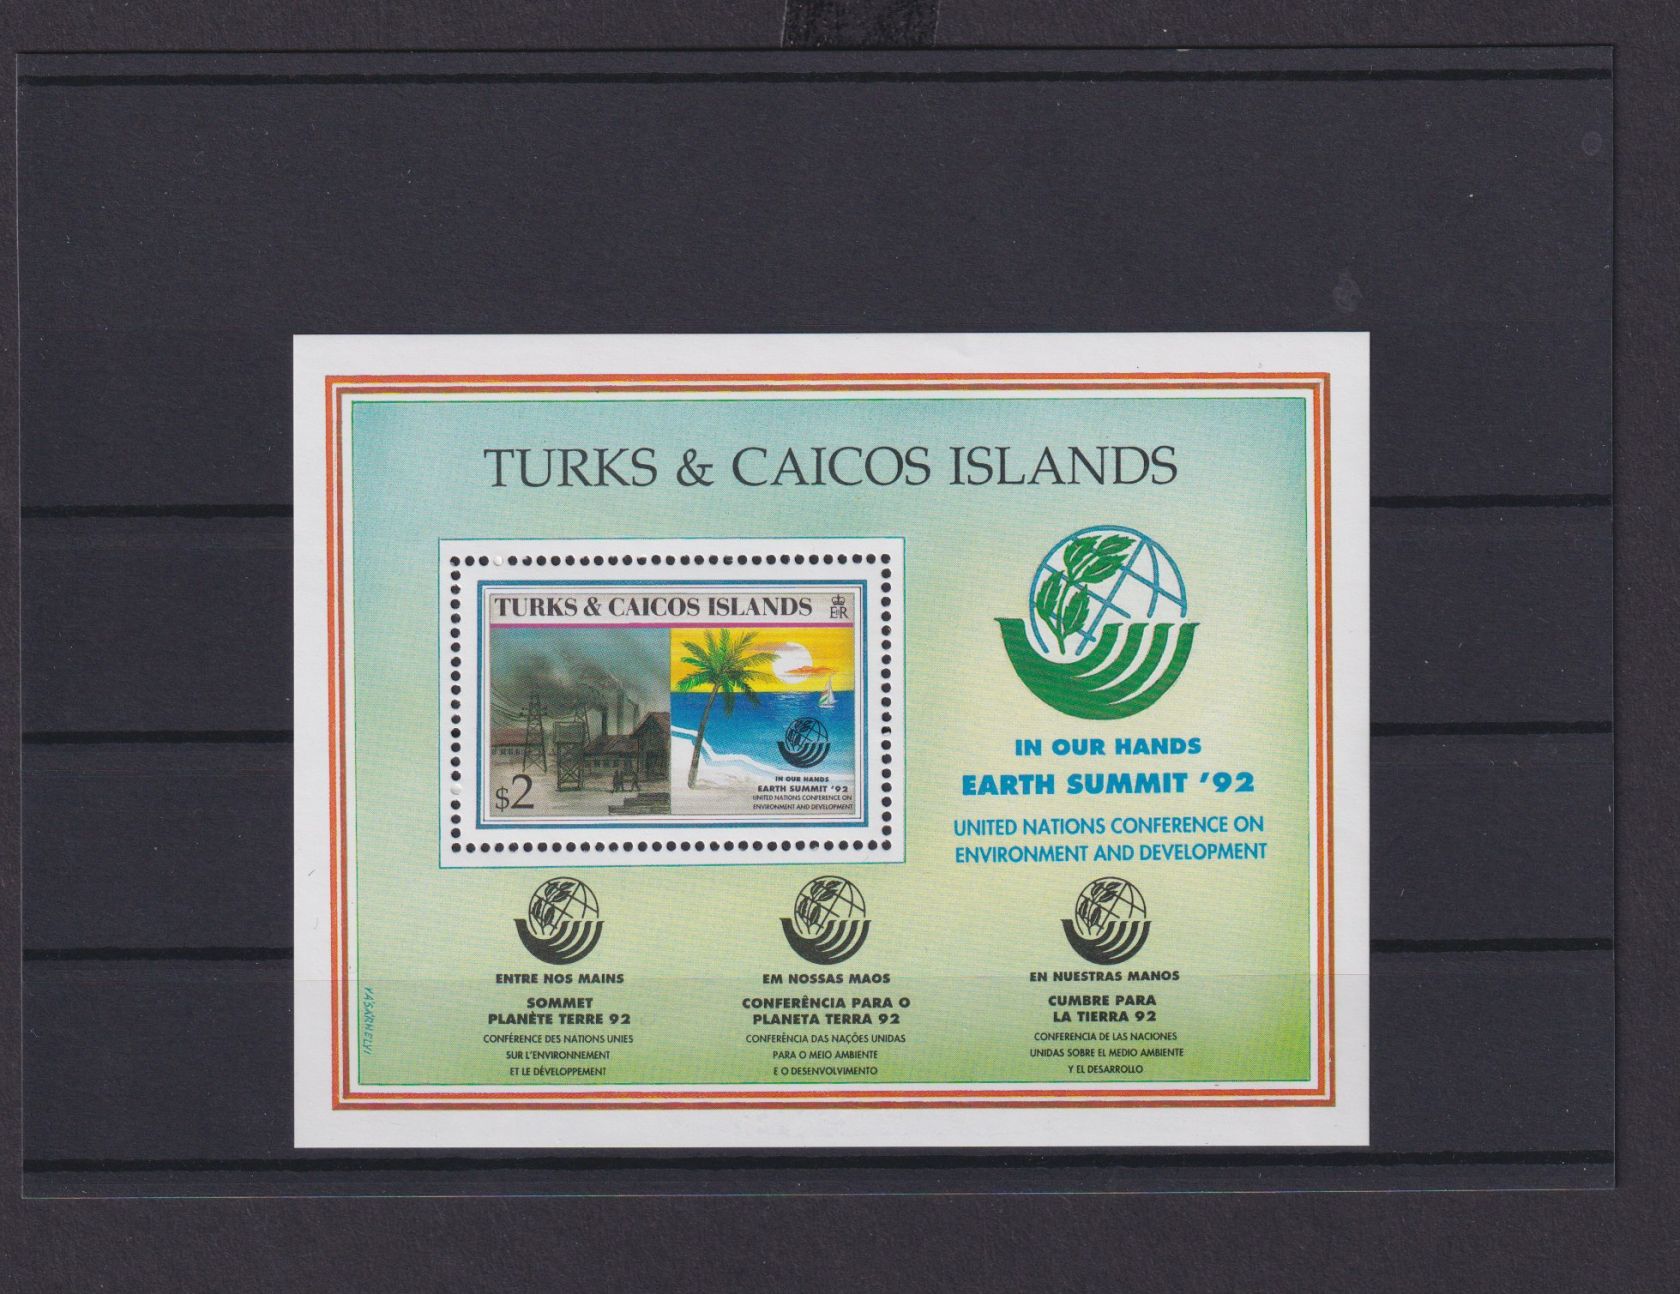 TURKS & CAICOS ISLANDS
TURKS & CAICOS ISLANDS
E R
$2
IN OUR HANDS
EARTH SUMMIT '92
UNITED NATIONS CONFERENCE ON
ENVIRONMENT AND DEVELOPMENT
IN OUR HANDS
EARTH SUMMIT '92
UNITED NATIONS CONFERENCE ON
ENVIRONMENT AND DEVELOPMENT
ENTRE NOS MAINS
SOMMET
PLANÈTE TERRE 92
CONFÉRENCE DES NATIONS UNIES
SUR L'ENVIRONNEMENT
ET LE DÉVELOPPEMENT
EM NOSSAS MAOS
CONFERÊNCIA PARA O
PLANETA TERRA 92
CONFERÊNCIA DAS NAÇÕES UNIDAS
PARA O MEIO AMBIENTE
E O DESENVOLVIMENTO
EN NUESTRAS MANOS
CUMBRE PARA
LA TIERRA 92
CONFERENCIA DE LAS NACIONES
UNIDAS SOBRE EL MEDIO AMBIENTE
Y EL DESARROLLO
VASARHELYI